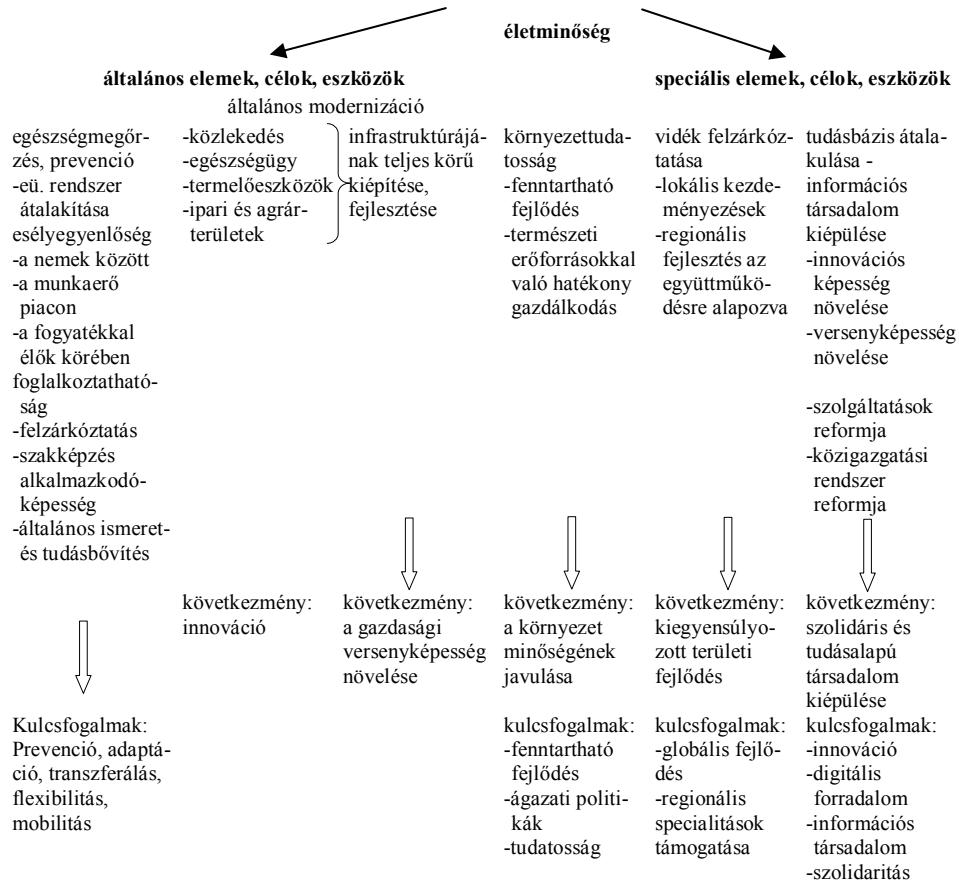 életminőség
általános elemek, célok, eszközök
speciális elemek, célok, eszközök
általános modernizáció
egészségmegőr-
zés, prevenció
-eü. rendszer
átalakítása
esélyegyenlőség
-a nemek között
-a munkaerő
piacon
-a fogyatékkal
élők körében
foglalkoztatható-
ság
-felzárkóztatás
-szakképzés
alkalmazkodó-
képesség
-általános ismeret-
és tudásbővítés
Kulcsfogalmak:
Prevenció, adaptá-
ció, transzferálás,
flexibilitás,
mobilitás
-közlekedés
-egészségügy
-termelőeszközök
-ipari és agrár-
területek
következmény:
innováció
infrastruktúrájá-
nak teljes körű
kiépítése,
fejlesztése
következmény:
a gazdasági
versenyképesség
növelése
környezettuda-
tosság
-fenntartható
fejlődés
-természeti
erőforrásokkal
való hatékony
gazdálkodás
következmény:
a környezet
minőségének
javulása
kulcsfogalmak:
-fenntartható
fejlődés
-ágazati politi-
kák
-tudatosság
vidék felzárkóz-
tatása
-lokális kezde-
ményezések
-regionális
fejlesztés az
együttműkö-
désre alapozva
következmény:
kiegyensúlyo-
zott területi
fejlődés
kulcsfogalmak:
-globális fejlő-
dés
-regionális
specialitások
támogatása
tudásbázis átala-
kulása -
információs
társadalom
kiépülése
-innovációs
képesség
növelése
-versenyképesség
növelése
-szolgáltatások
reformja
-közigazgatási
rendszer
reformja
következmény:
szolidáris és
tudásalapú
társadalom
kiépülése
kulcsfogalmak:
-innováció
-digitális
forradalom
-információs
társadalom
-szolidaritás